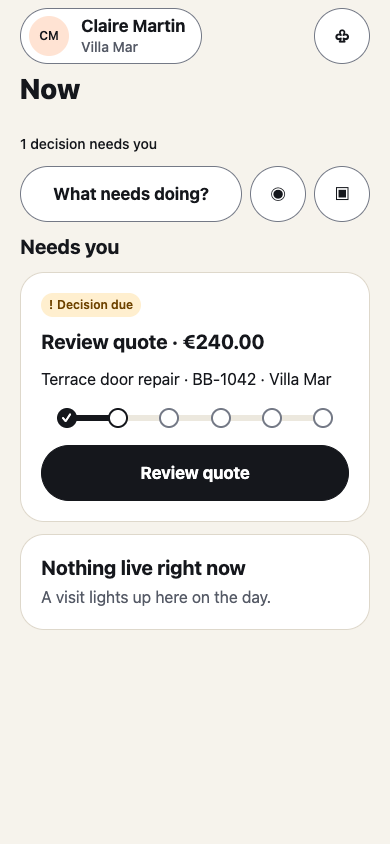 CM
Claire Martin
Villa Mar
Now
1 decision needs you
What needs doing?
Needs you
! Decision due
Review quote · €240.00
Terrace door repair · BB-1042 · Villa Mar
Review quote
Nothing live right now
A visit lights up here on the day.